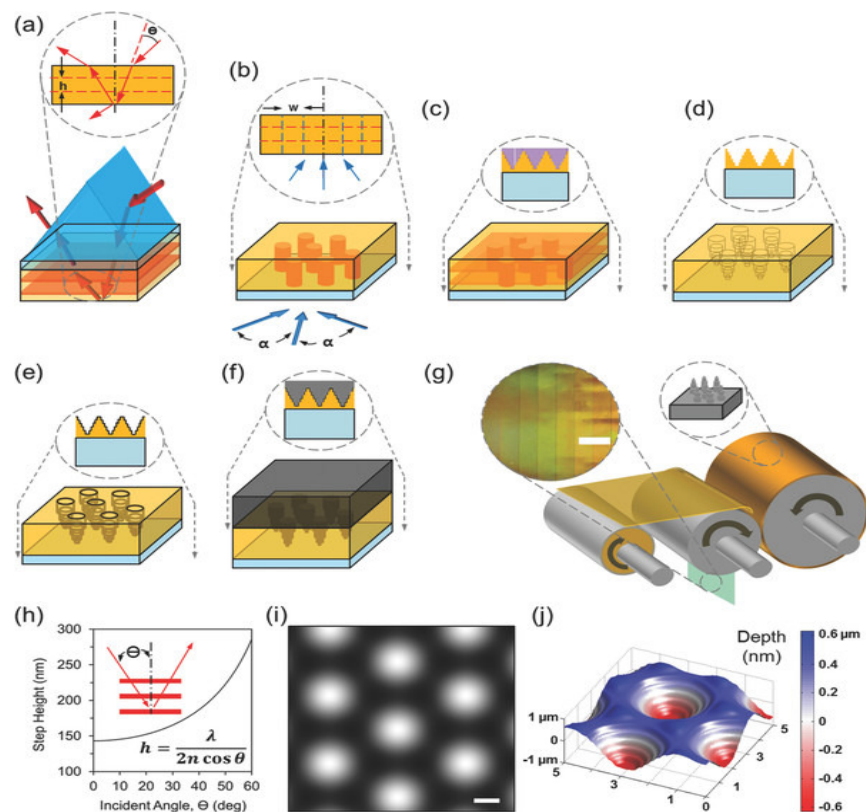 (a)
Θ
h
(b)
w
α α
(c)
(d)
(e)
(f)
(g)
(h)
300
250
200
150
100
Step Height (nm)
Θ
h = λ / 2n cos θ
0 10 20 30 40 50 60
Incident Angle, Θ (deg)
(i)
(j)
Depth
(nm)
0.6 μm
0.4
0.2
0
-0.2
-0.4
-0.6
1 μm
0
-1 μm
5
3
1
0
1
3
5